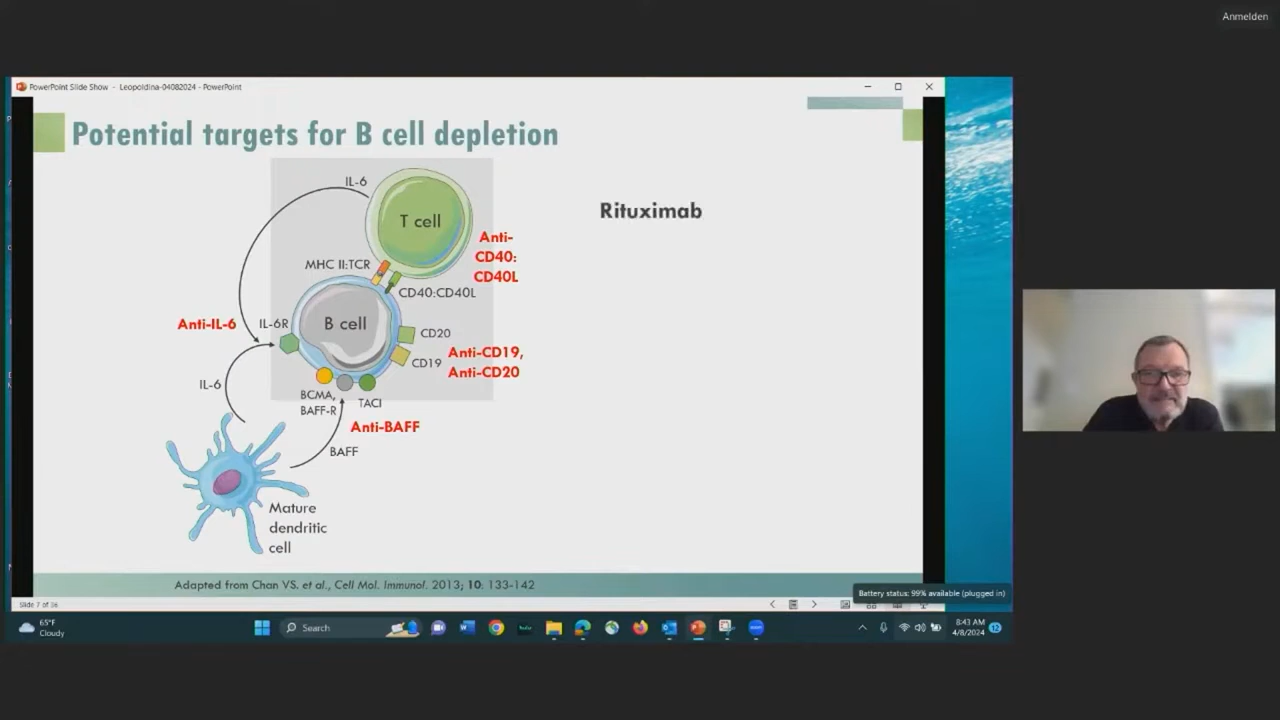 Anmelden
PowerPoint Slide Show - Leopoldina-04082024 - PowerPoint
Potential targets for B cell depletion
IL-6
T cell
Rituximab
Anti-
CD40:
CD40L
MHC II:TCR
CD40:CD40L
Anti-IL-6
IL-6R
B cell
CD20
CD19
Anti-CD19,
Anti-CD20
IL-6
BCMA,
BAFF-R
TACI
Anti-BAFF
BAFF
Mature
dendritic
cell
Adapted from Chan VS. et al., Cell Mol. Immunol. 2013; 10: 133-142
Battery status: 99% available (plugged in)
Slide 7 of 36
65°F
Cloudy
Search
8:43 AM
4/8/2024
12